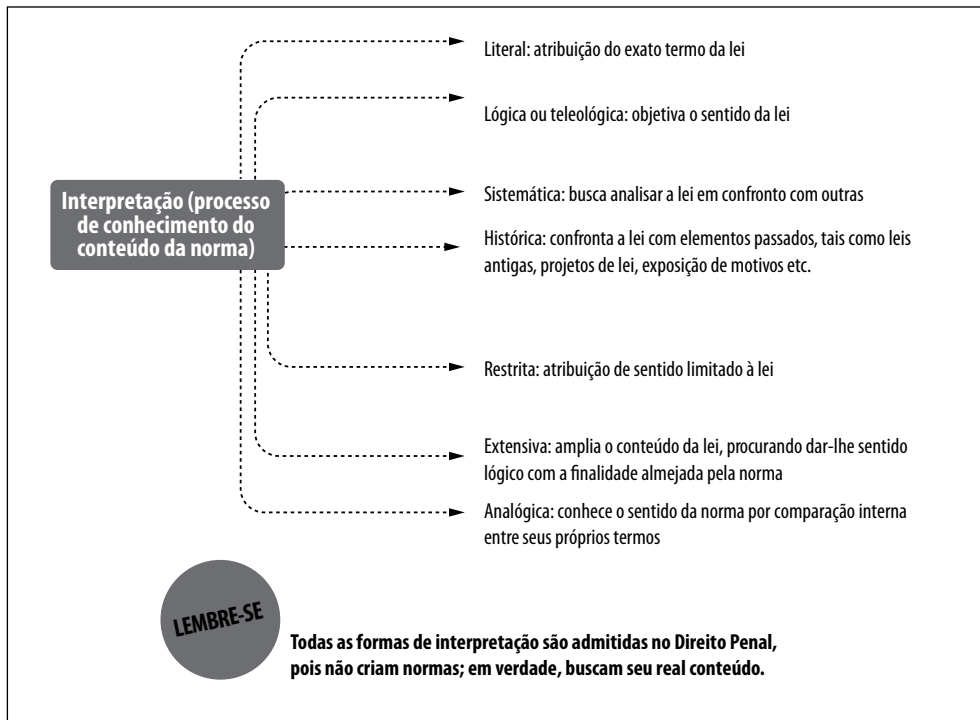 Literal: atribuição do exato termo da lei
Lógica ou teleológica: objetiva o sentido da lei
Interpretação (processo
de conhecimento do
conteúdo da norma)
Sistemática: busca analisar a lei em confronto com outras
Histórica: confronta a lei com elementos passados, tais como leis
antigas, projetos de lei, exposição de motivos etc.
Restrita: atribuição de sentido limitado à lei
Extensiva: amplia o conteúdo da lei, procurando dar-lhe sentido
lógico com a finalidade almejada pela norma
Analógica: conhece o sentido da norma por comparação interna
entre seus próprios termos
LEMBRE-SE
Todas as formas de interpretação são admitidas no Direito Penal,
pois não criam normas; em verdade, buscam seu real conteúdo.